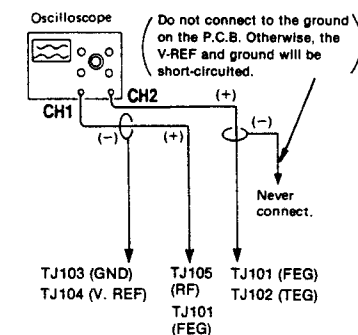 Oscilloscope
Do not connect to the ground
on the P.C.B. Otherwise, the
V-REF and ground will be
short-circuited.
CH1
CH2
(−)
(+)
(+)
(−)
Never
connect.
TJ103 (GND)
TJ104 (V. REF)
TJ105
(RF)
TJ101
(FEG)
TJ101 (FEG)
TJ102 (TEG)